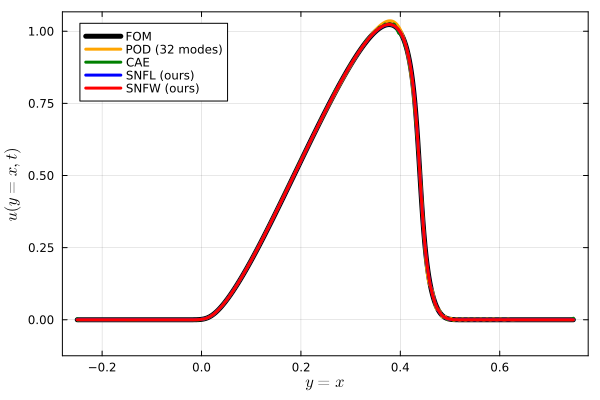 FOM
POD (32 modes)
CAE
SNFL (ours)
SNFW (ours)
1.00
0.75
0.50
0.25
0.00
u(y = x, t)
−0.2
0.0
0.2
0.4
0.6
y = x